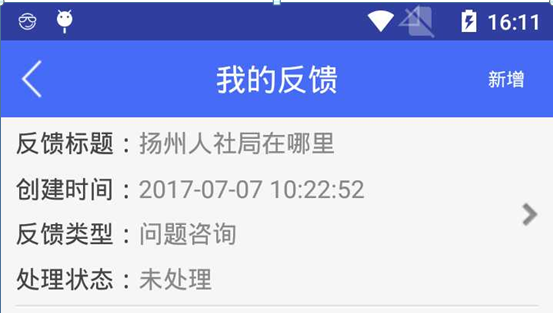 16:11
我的反馈
新增
反馈标题：扬州人社局在哪里
创建时间：2017-07-07 10:22:52
反馈类型：问题咨询
处理状态：未处理